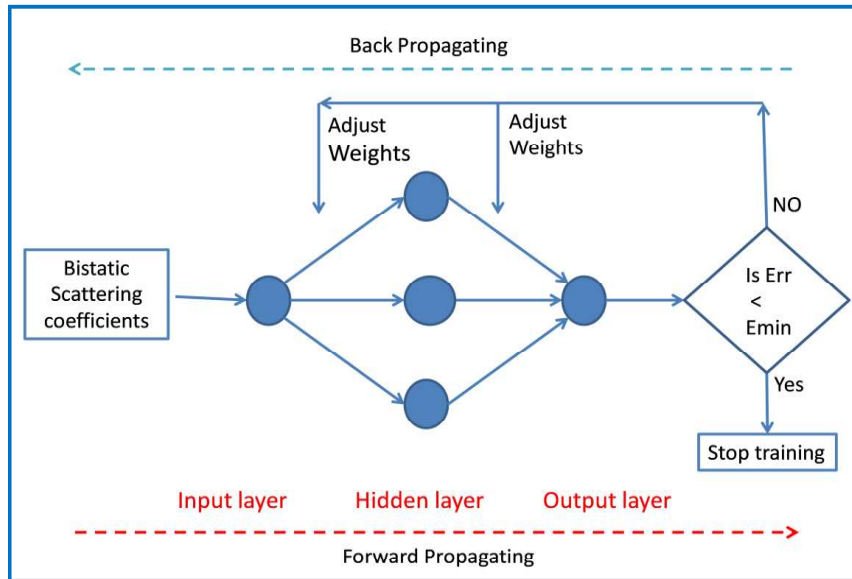 Back Propagating
Adjust
Weights
Adjust
Weights
NO
Bistatic
Scattering
coefficients
Is Err
<
Emin
Yes
Stop training
Input layer
Hidden layer
Output layer
Forward Propagating